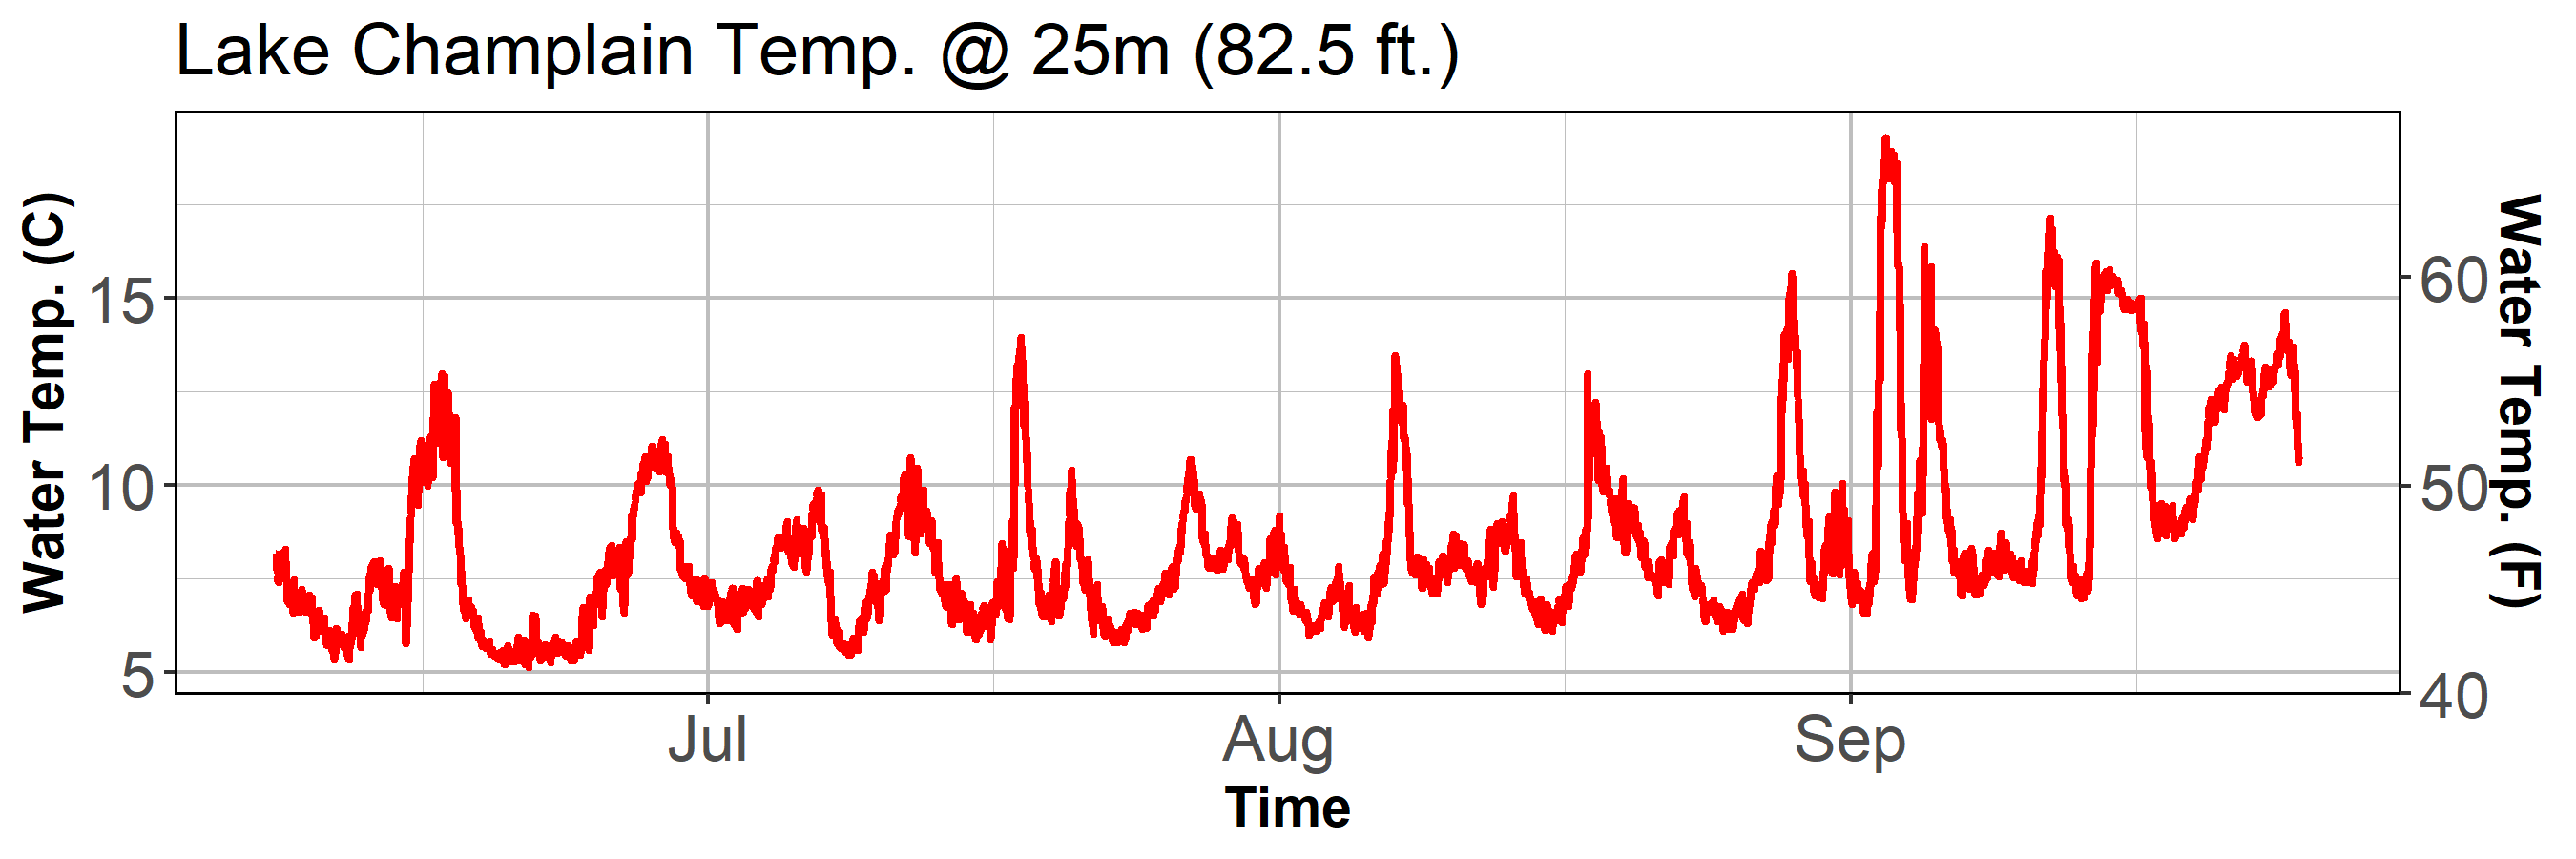 Lake Champlain Temp. @ 25m (82.5 ft.)
Water Temp. (C)
15
10
5
60
50
40
Water Temp. (F)
Jul
Aug
Sep
Time